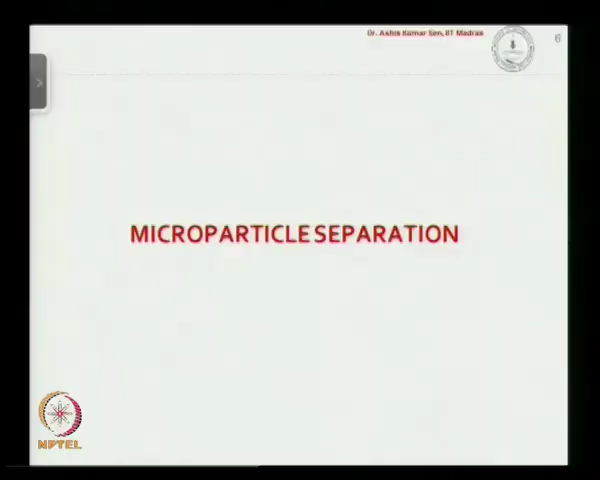 Dr. Ashis Kumar Sen, IIT Madras
6
MICROPARTICLE SEPARATION
NPTEL